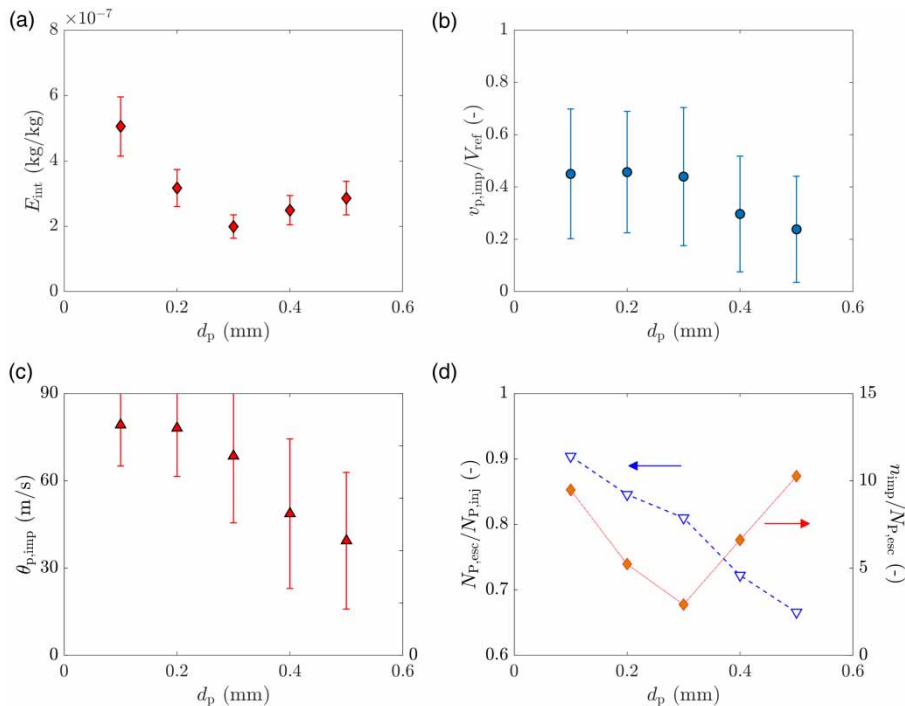 (a)
×10⁻⁷
8
6
4
2
0
E_int (kg/kg)
0 0.2 0.4 0.6
d_p (mm)
(b)
1
0.8
0.6
0.4
0.2
0
v_p,imp/V_ref (-)
0 0.2 0.4 0.6
d_p (mm)
(c)
90
60
30
0
θ_p,imp (m/s)
0
0 0.2 0.4 0.6
d_p (mm)
(d)
1
0.9
0.8
0.7
0.6
N_P,esc/N_P,inj (-)
15
10
5
0
n_imp/N_P,esc (-)
0 0.2 0.4 0.6
d_p (mm)